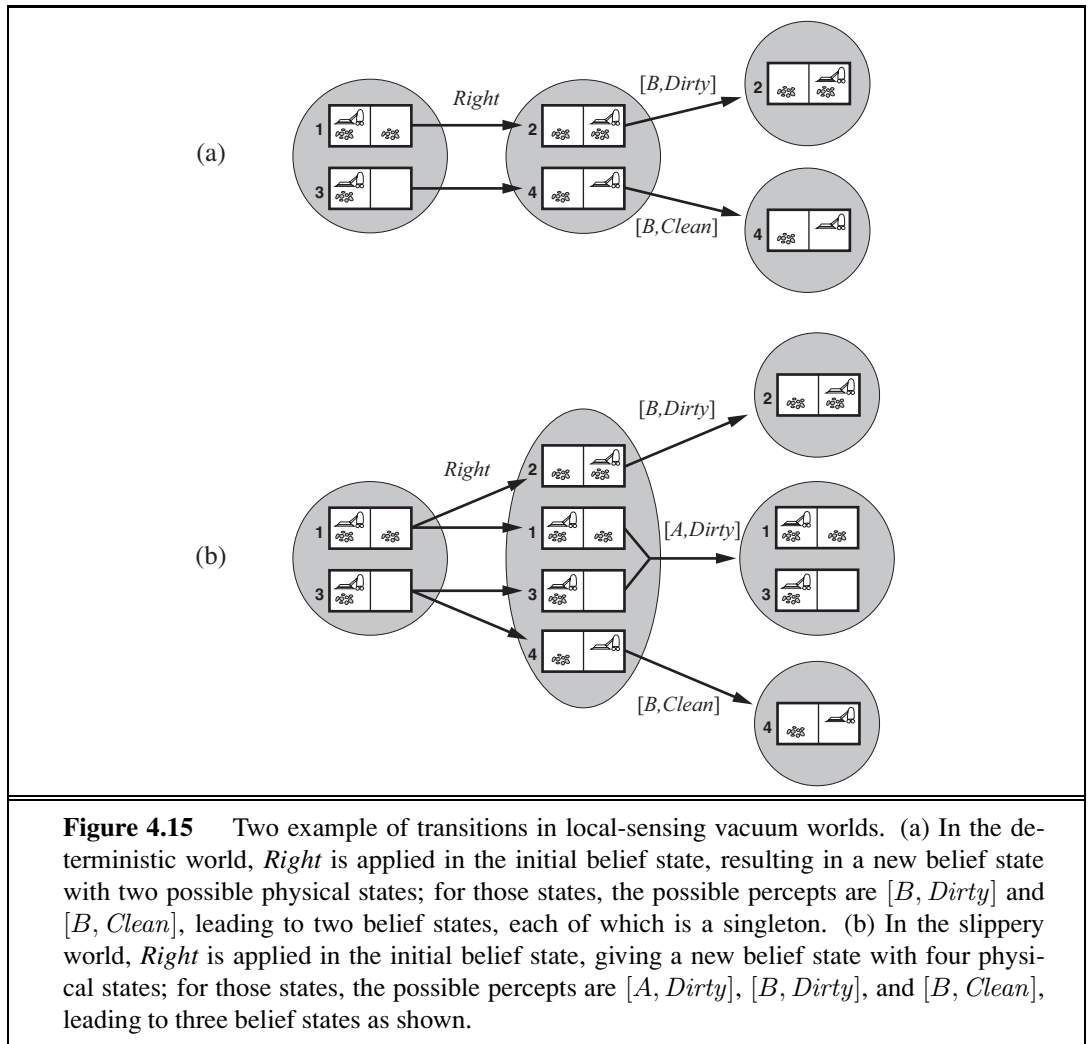 (a)
Right
[B,Dirty]
[B,Clean]
1
3
2
4
2
4
(b)
Right
[B,Dirty]
[A,Dirty]
[B,Clean]
1
3
2
1
3
4
2
1
3
4
Figure 4.15 Two example of transitions in local-sensing vacuum worlds. (a) In the de-
terministic world, Right is applied in the initial belief state, resulting in a new belief state
with two possible physical states; for those states, the possible percepts are [B, Dirty] and
[B, Clean], leading to two belief states, each of which is a singleton. (b) In the slippery
world, Right is applied in the initial belief state, giving a new belief state with four physi-
cal states; for those states, the possible percepts are [A, Dirty], [B, Dirty], and [B, Clean],
leading to three belief states as shown.